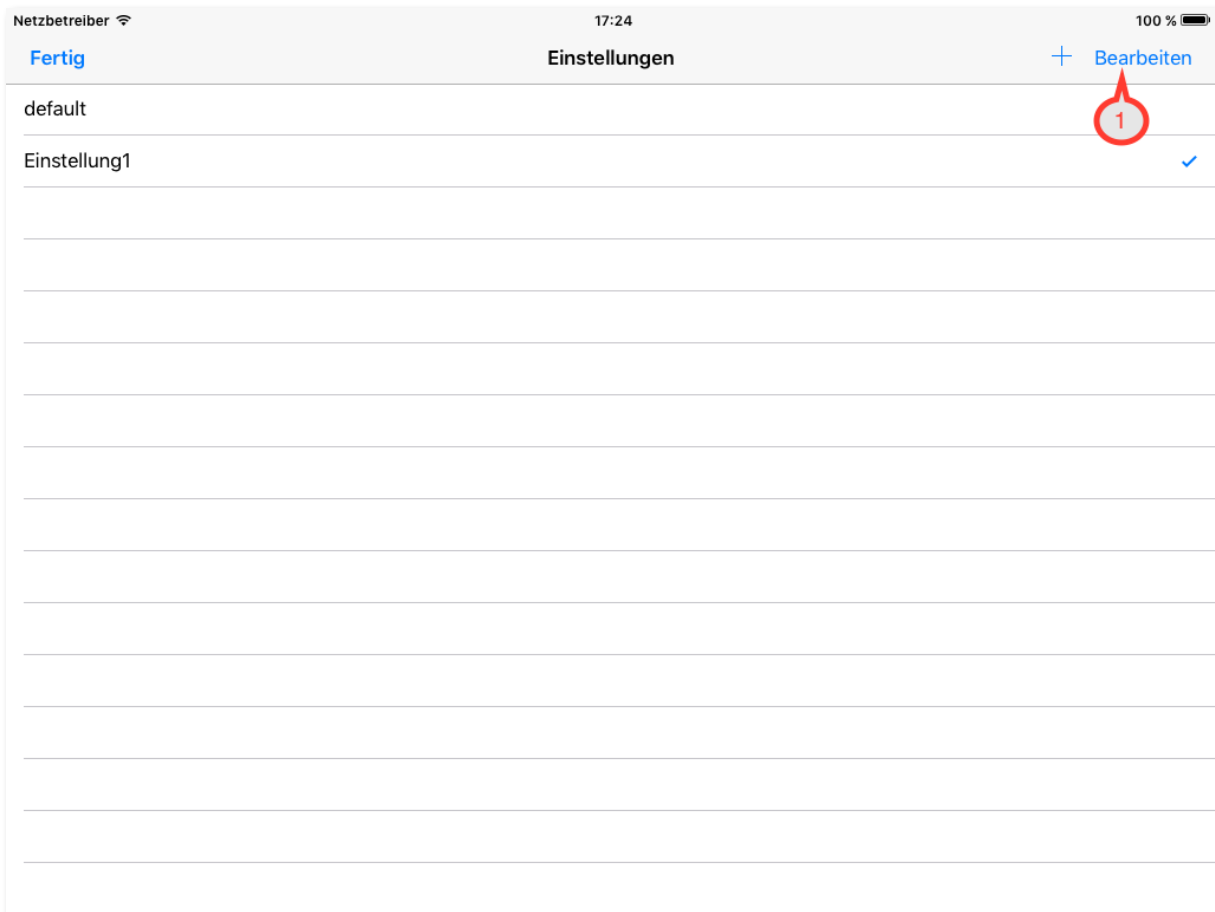 Netzbetreiber 17:24 100 %
Fertig Einstellungen + Bearbeiten
default
1
Einstellung1